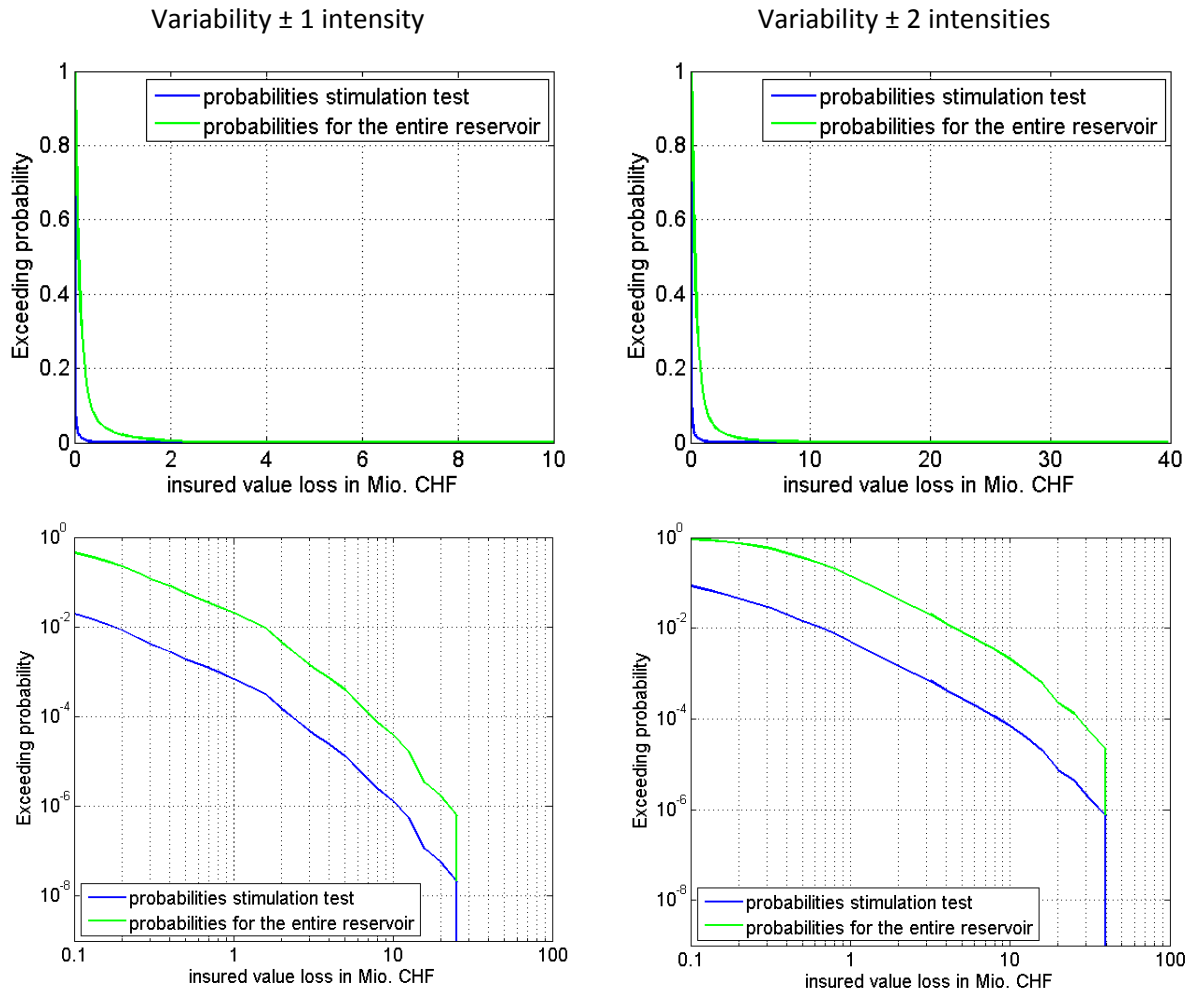 Variability ± 1 intensity
Variability ± 2 intensities
1
0.8
0.6
0.4
0.2
0
Exceeding probability
probabilities stimulation test
probabilities for the entire reservoir
0 2 4 6 8 10
insured value loss in Mio. CHF
1
0.8
0.6
0.4
0.2
0
Exceeding probability
probabilities stimulation test
probabilities for the entire reservoir
0 10 20 30 40
insured value loss in Mio. CHF
10^0
10^-2
10^-4
10^-6
10^-8
Exceeding probability
probabilities stimulation test
probabilities for the entire reservoir
0.1 1 10 100
insured value loss in Mio. CHF
10^0
10^-2
10^-4
10^-6
10^-8
Exceeding probability
probabilities stimulation test
probabilities for the entire reservoir
0.1 1 10 100
insured value loss in Mio. CHF